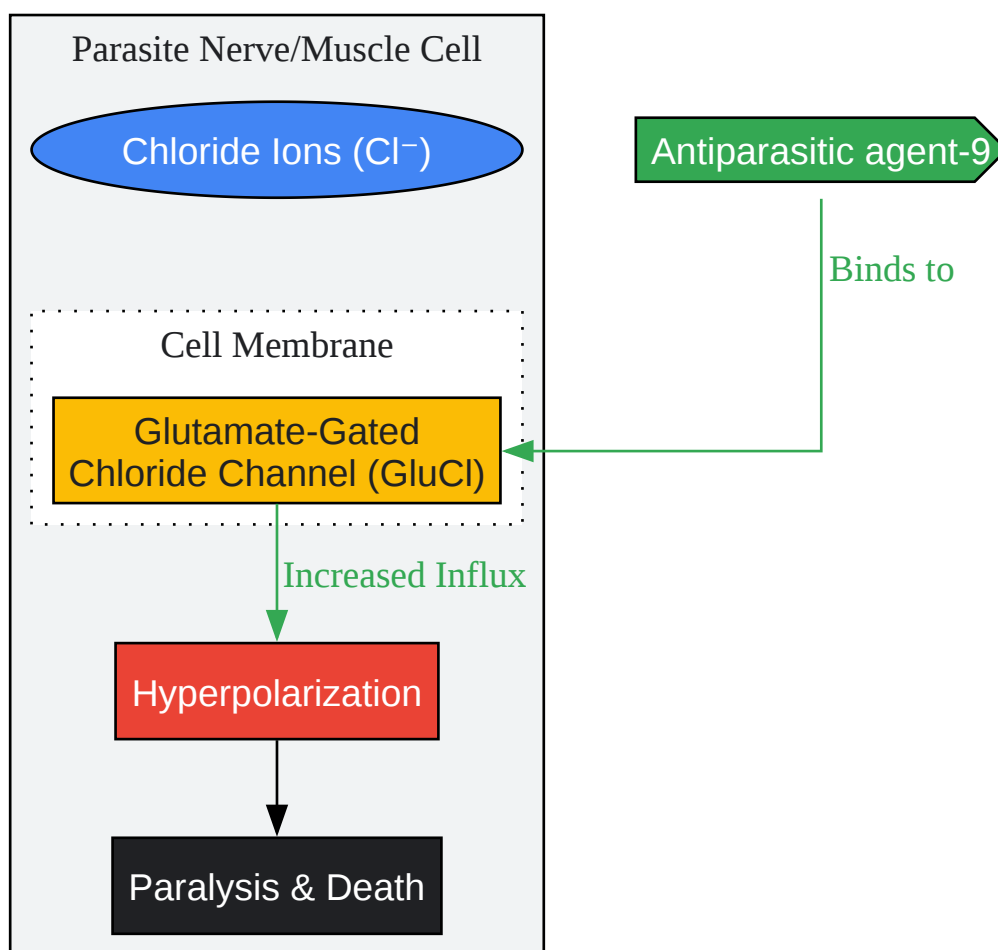 Parasite Nerve/Muscle Cell
Chloride Ions (Cl⁻)
Antiparasitic agent-9
Binds to
Cell Membrane
Glutamate-Gated
Chloride Channel (GluCl)
Increased Influx
Hyperpolarization
Paralysis & Death